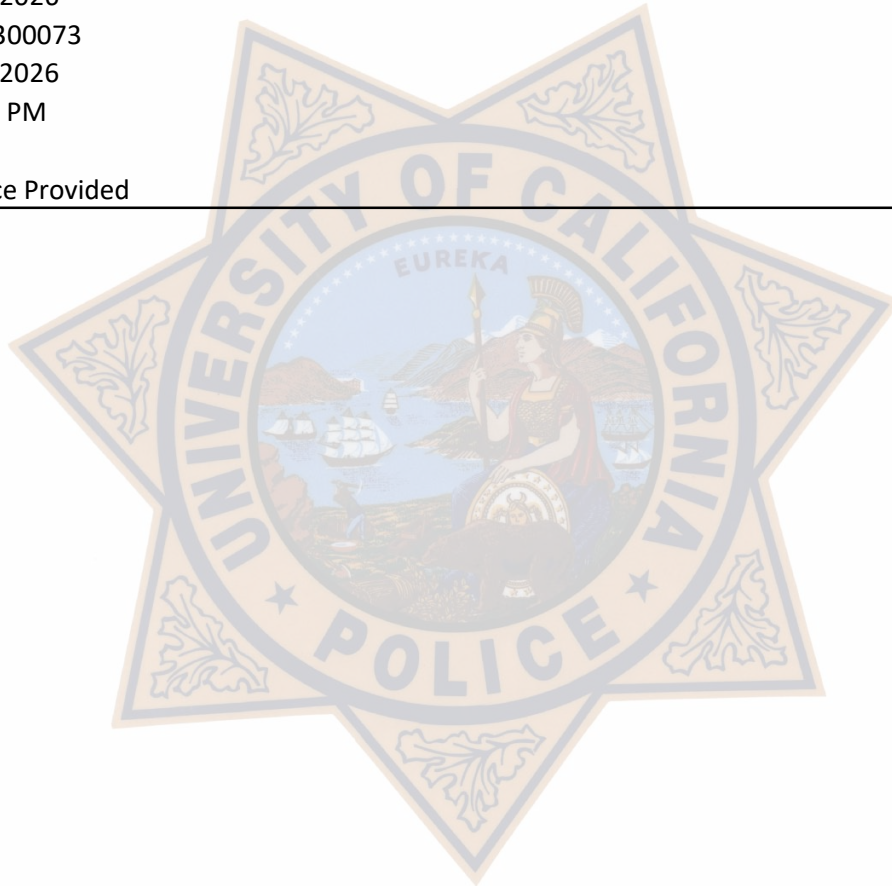 2026
300073
2026
PM
ce Provided
UNIVERSITY OF CALIFORNIA
EUREKA
POLICE